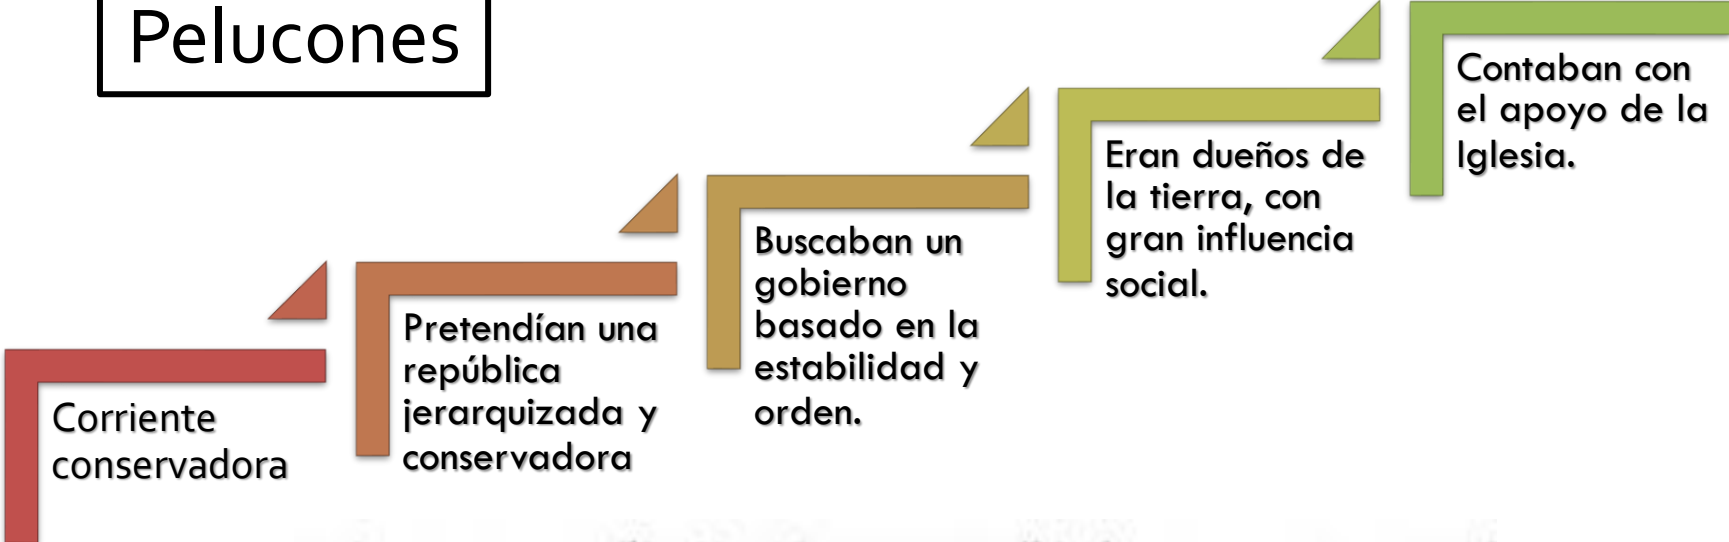 Pelucones
Corriente
conservadora
Pretendían una
república
jerarquizada y
conservadora
Buscaban un
gobierno
basado en la
estabilidad y
orden.
Eran dueños de
la tierra, con
gran influencia
social.
Contaban con
el apoyo de la
Iglesia.